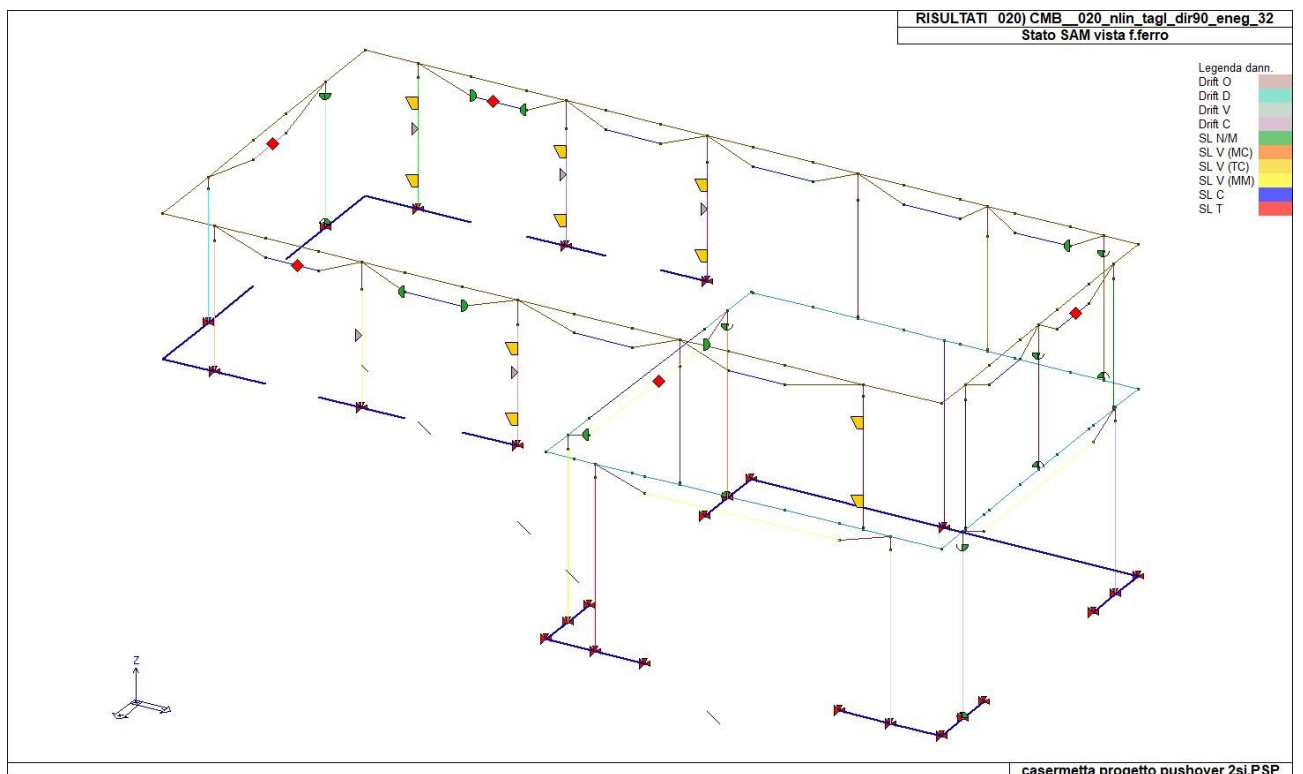 RISULTATI 020) CMB__020_nlin_tagl_dir90_eneg_32
Stato SAM vista f.ferro
Legenda dann.
Drift O
Drift D
Drift V
Drift C
SL N/M
SL V (MC)
SL V (TC)
SL V (MM)
SL C
SL T
Z
casermetta progetto pushover 2si.PSP